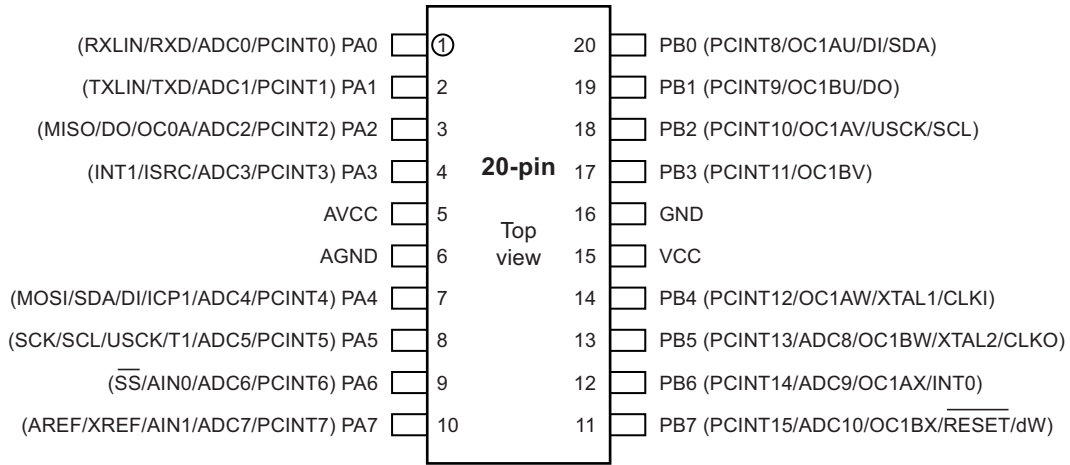 (RXLIN/RXD/ADC0/PCINT0) PA0 1 20 PB0 (PCINT8/OC1AU/DI/SDA)
(TXLIN/TXD/ADC1/PCINT1) PA1 2 19 PB1 (PCINT9/OC1BU/DO)
(MISO/DO/OC0A/ADC2/PCINT2) PA2 3 18 PB2 (PCINT10/OC1AV/USCK/SCL)
(INT1/ISRC/ADC3/PCINT3) PA3 4 20-pin 17 PB3 (PCINT11/OC1BV)
AVCC 5 16 GND
Top
AGND 6 view 15 VCC
(MOSI/SDA/DI/ICP1/ADC4/PCINT4) PA4 7 14 PB4 (PCINT12/OC1AW/XTAL1/CLKI)
(SCK/SCL/USCK/T1/ADC5/PCINT5) PA5 8 13 PB5 (PCINT13/ADC8/OC1BW/XTAL2/CLKO)
(SS/AIN0/ADC6/PCINT6) PA6 9 12 PB6 (PCINT14/ADC9/OC1AX/INT0)
(AREF/XREF/AIN1/ADC7/PCINT7) PA7 10 11 PB7 (PCINT15/ADC10/OC1BX/RESET/dW)